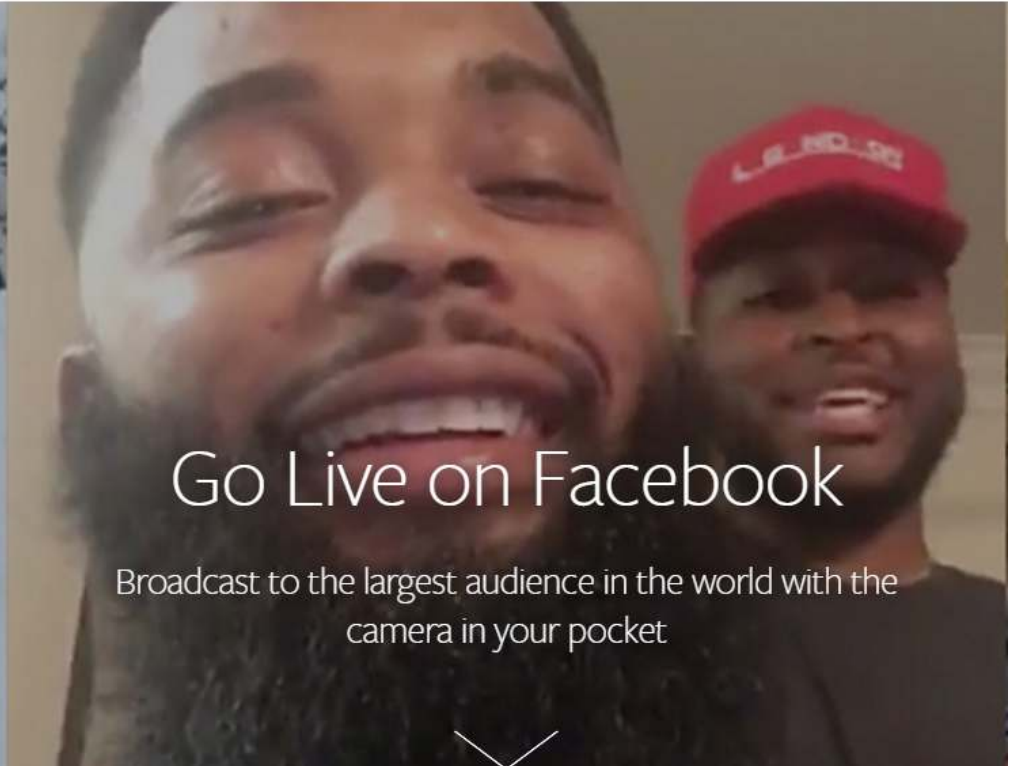 Go Live on Facebook
Broadcast to the largest audience in the world with the
camera in your pocket